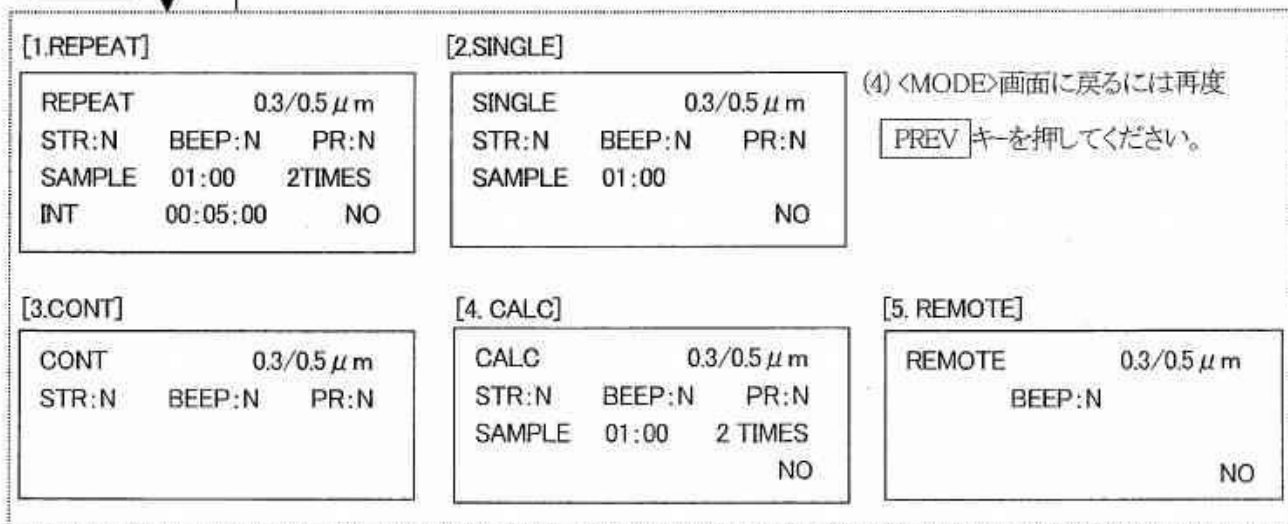 [1.REPEAT]
REPEAT 0.3/0.5 μm
STR:N BEEP:N PR:N
SAMPLE 01:00 2TIMES
INT 00:05:00 NO
[2.SINGLE]
SINGLE 0.3/0.5 μm
STR:N BEEP:N PR:N
SAMPLE 01:00
NO
(4) <MODE>画面に戻るには再度
PREV キーを押してください。
[3.CONT]
CONT 0.3/0.5 μm
STR:N BEEP:N PR:N
[4. CALC]
CALC 0.3/0.5 μm
STR:N BEEP:N PR:N
SAMPLE 01:00 2 TIMES
NO
[5. REMOTE]
REMOTE 0.3/0.5 μm
BEEP:N
NO